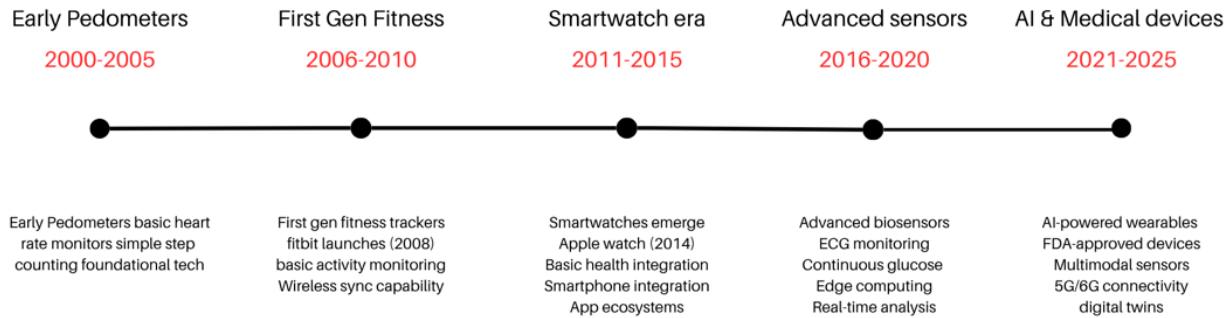 Early Pedometers
2000-2005
First Gen Fitness
2006-2010
Smartwatch era
2011-2015
Advanced sensors
2016-2020
AI & Medical devices
2021-2025
Early Pedometers basic heart
rate monitors simple step
counting foundational tech
First gen fitness trackers
fitbit launches (2008)
basic activity monitoring
Wireless sync capability
Smartwatches emerge
Apple watch (2014)
Basic health integration
Smartphone integration
App ecosystems
Advanced biosensors
ECG monitoring
Continuous glucose
Edge computing
Real-time analysis
AI-powered wearables
FDA-approved devices
Multimodal sensors
5G/6G connectivity
digital twins